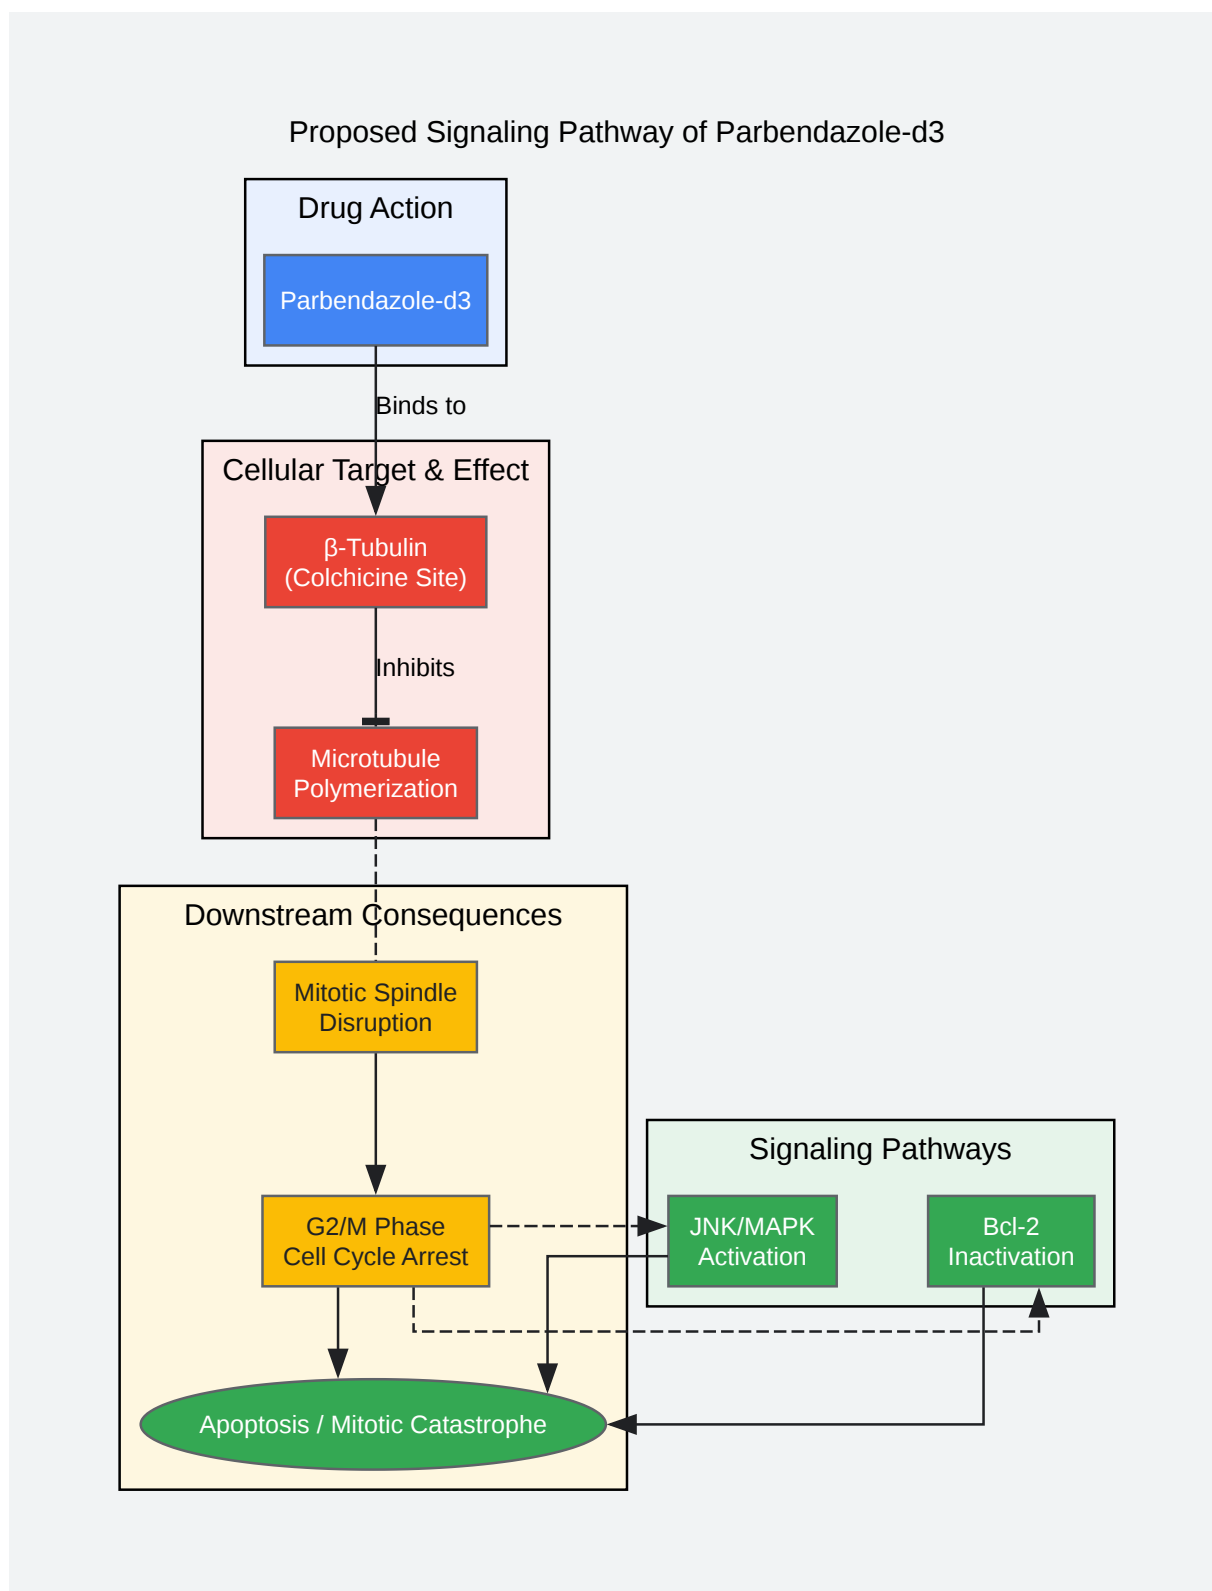 Proposed Signaling Pathway of Parbendazole-d3
Drug Action
Parbendazole-d3
Binds to
Cellular Target & Effect
β-Tubulin
(Colchicine Site)
Inhibits
Microtubule
Polymerization
Downstream Consequences
Mitotic Spindle
Disruption
Signaling Pathways
G2/M Phase
Cell Cycle Arrest
JNK/MAPK
Activation
Bcl-2
Inactivation
Apoptosis / Mitotic Catastrophe